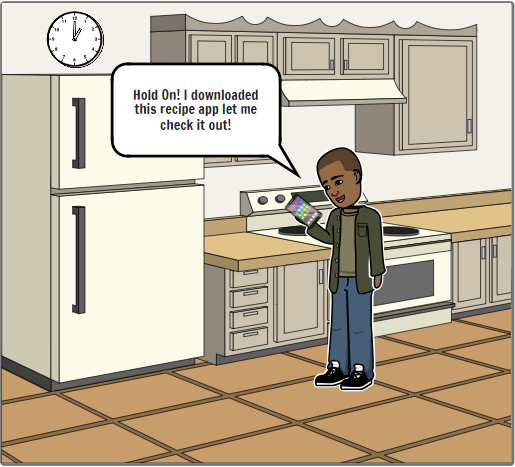 Hold On! I downloaded
this recipe app let me
check it out!